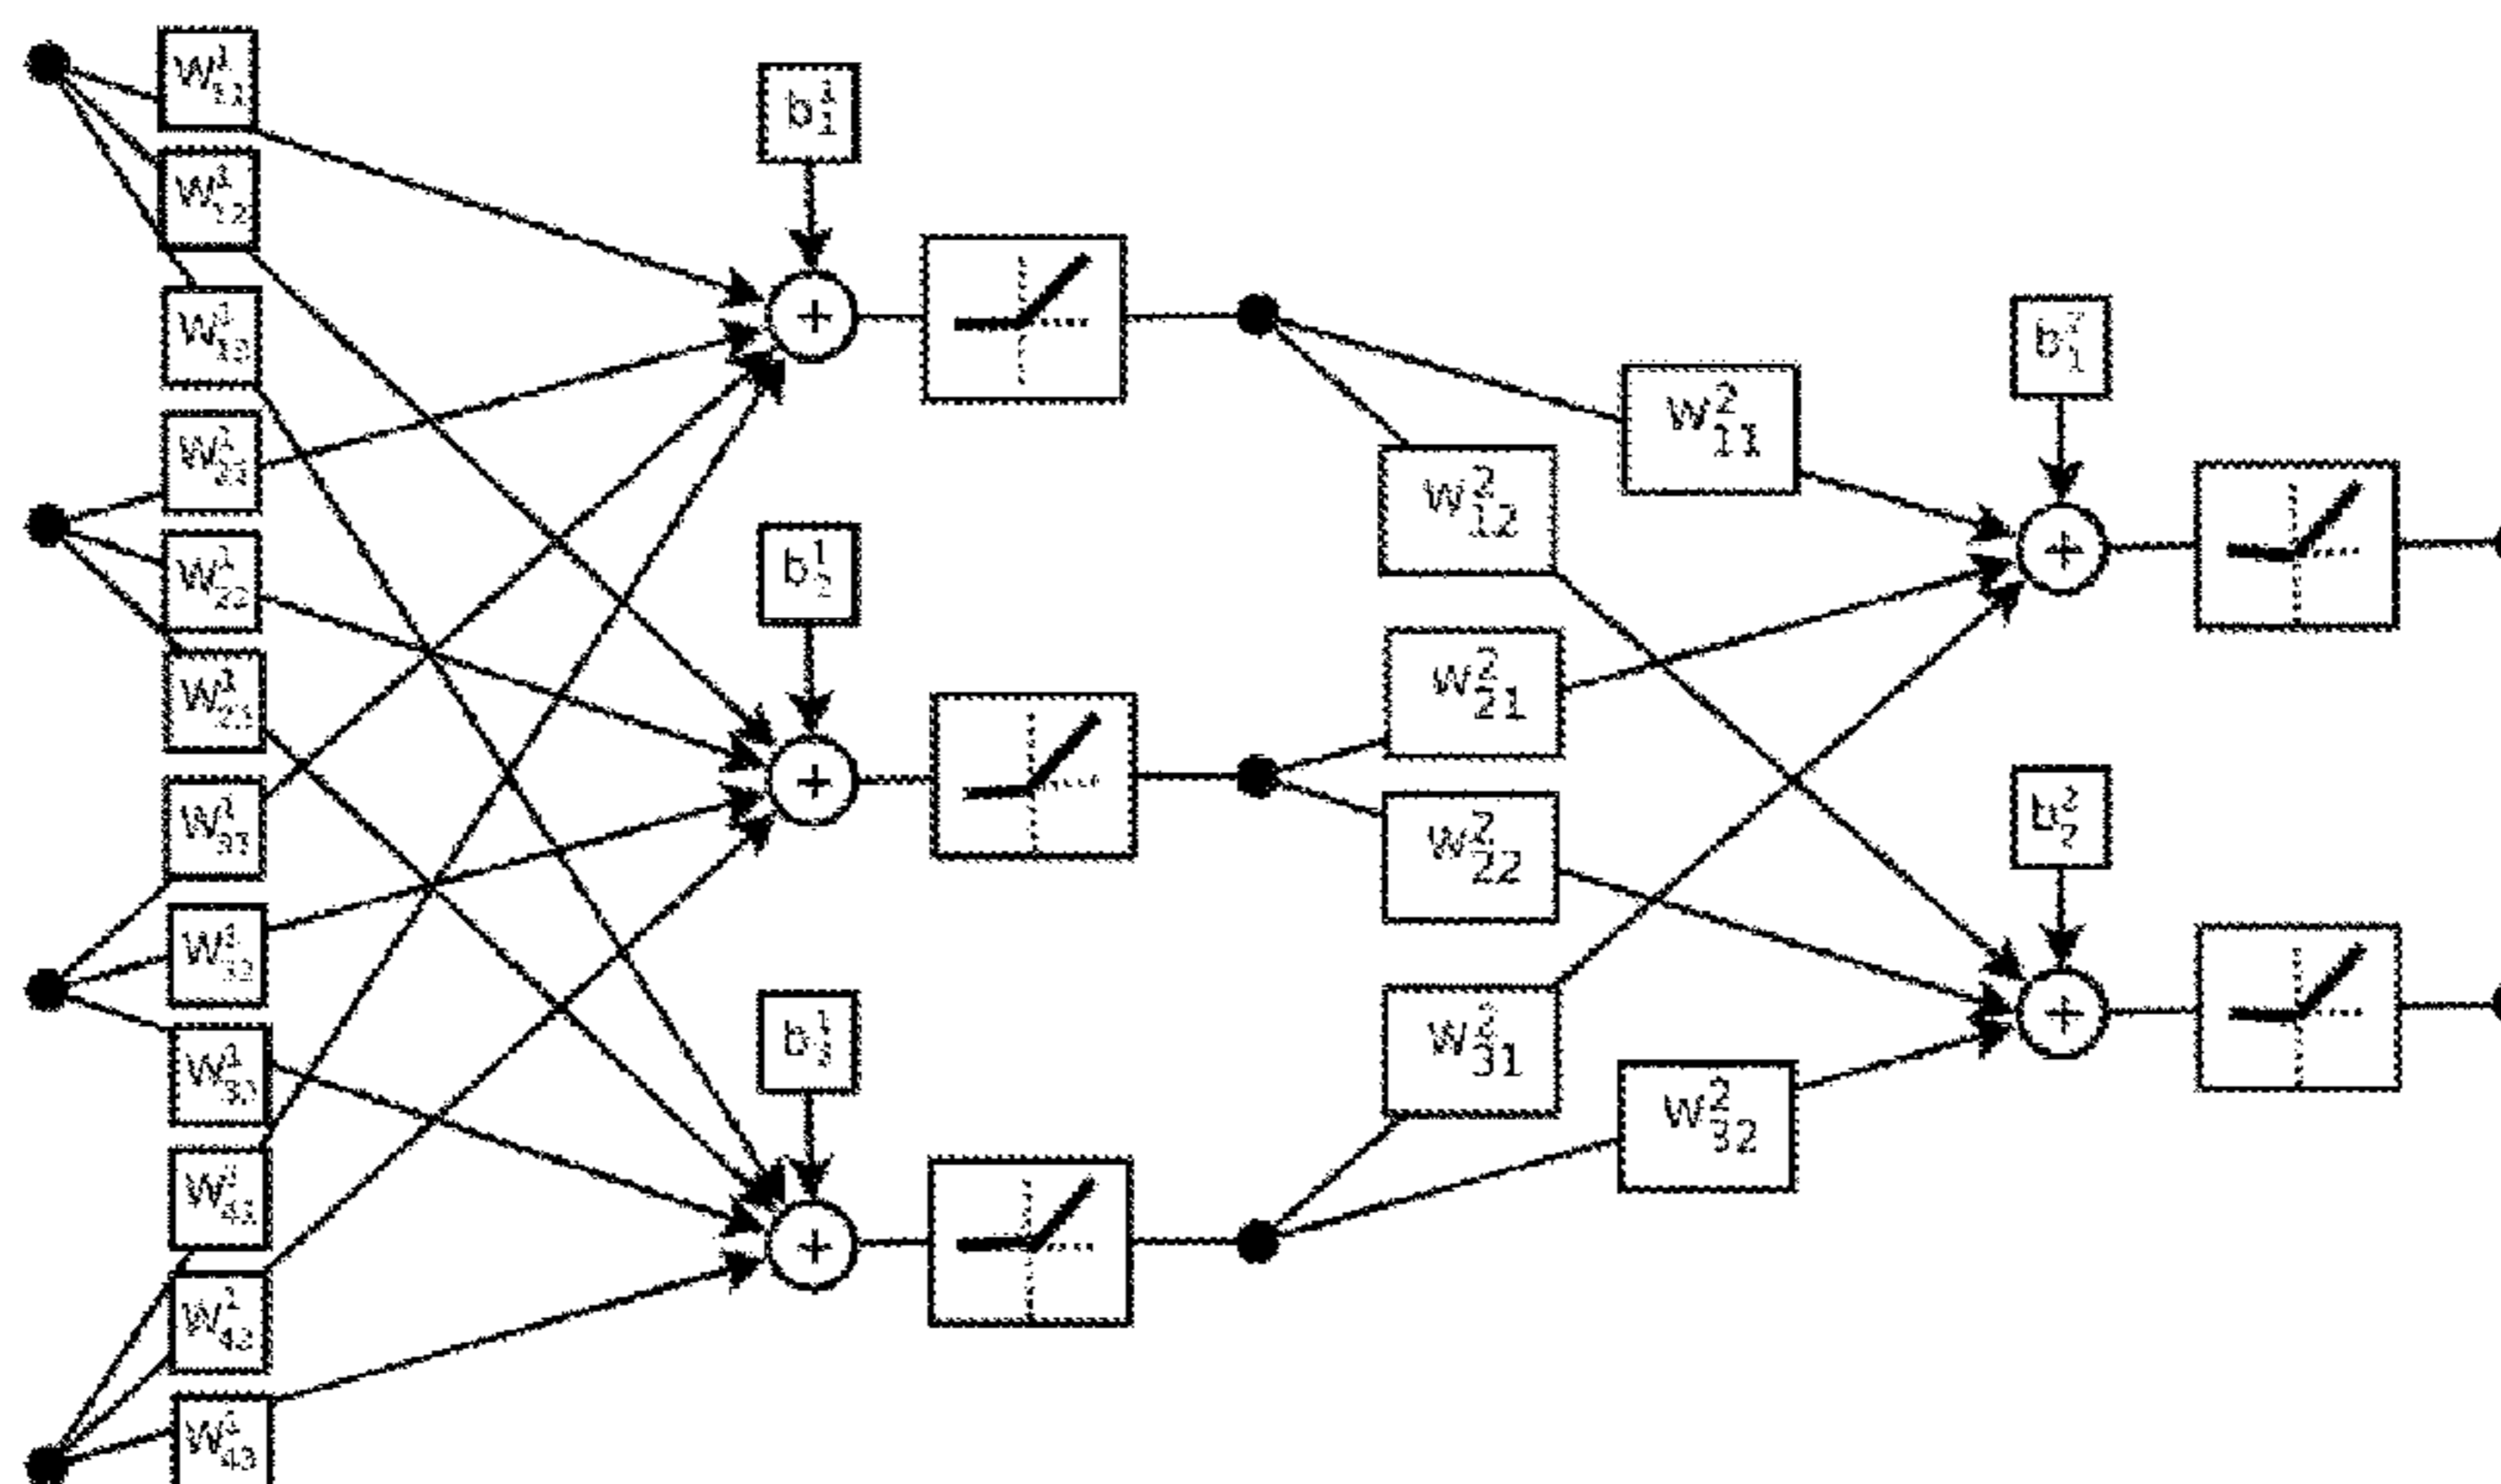 W¹₁₁
W¹₁₂
W¹₁₃
W¹₂₁
W¹₂₂
W¹₂₃
W¹₃₁
W¹₃₂
W¹₃₃
W¹₄₁
W¹₄₂
W¹₄₃
b¹₁
+
b¹₂
+
b¹₃
+
W²₁₁
W²₁₂
W²₂₁
W²₂₂
W²₃₁
W²₃₂
b²₁
+
b²₂
+